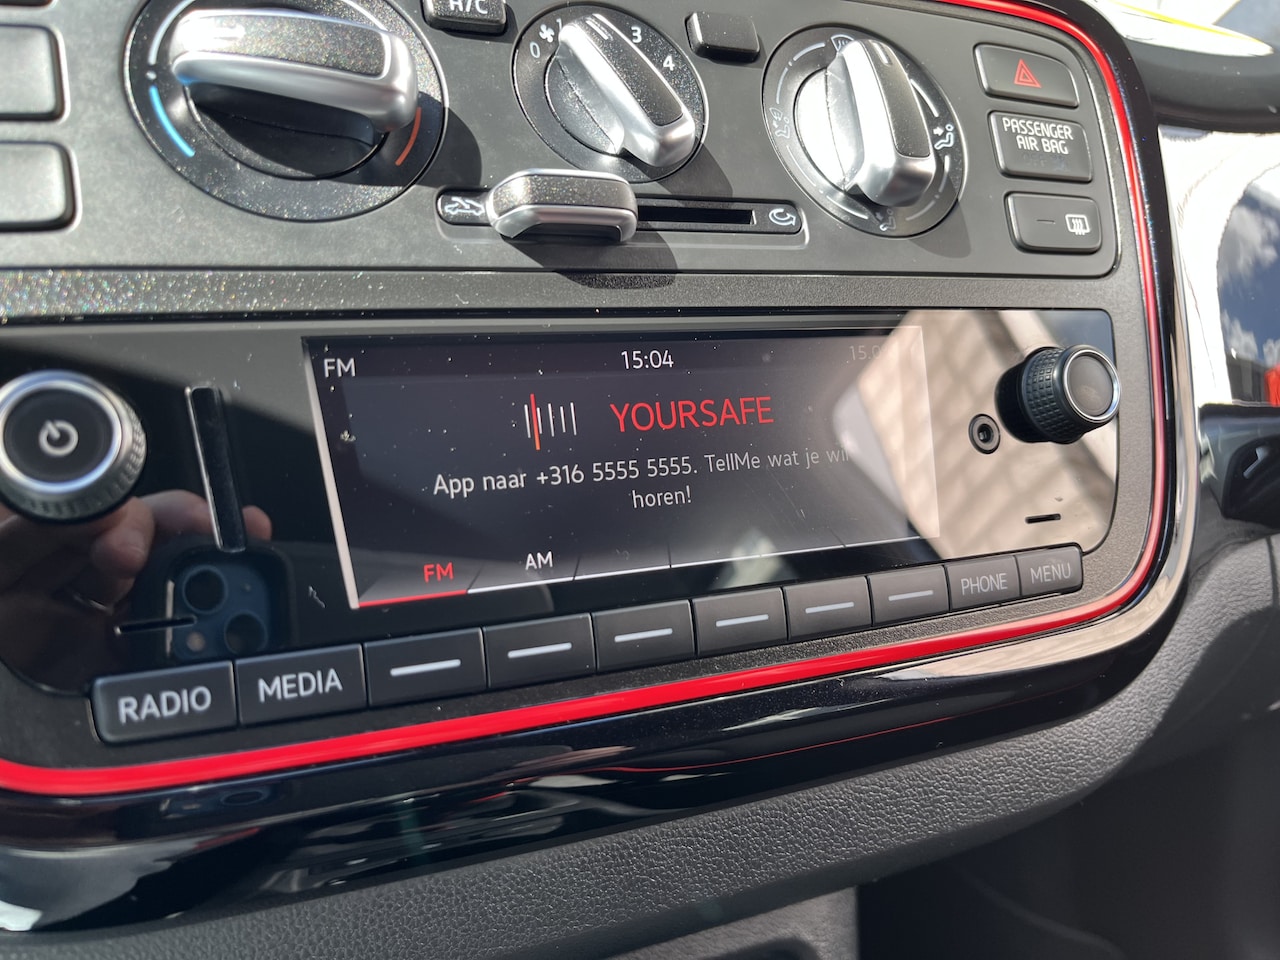 H/C
0 1 3 4
PASSENGER
AIR BAG
FM 15:04
YOURSAFE
App naar +316 5555 5555. TellMe wat je
horen!
FM AM
RADIO MEDIA PHONE MENU